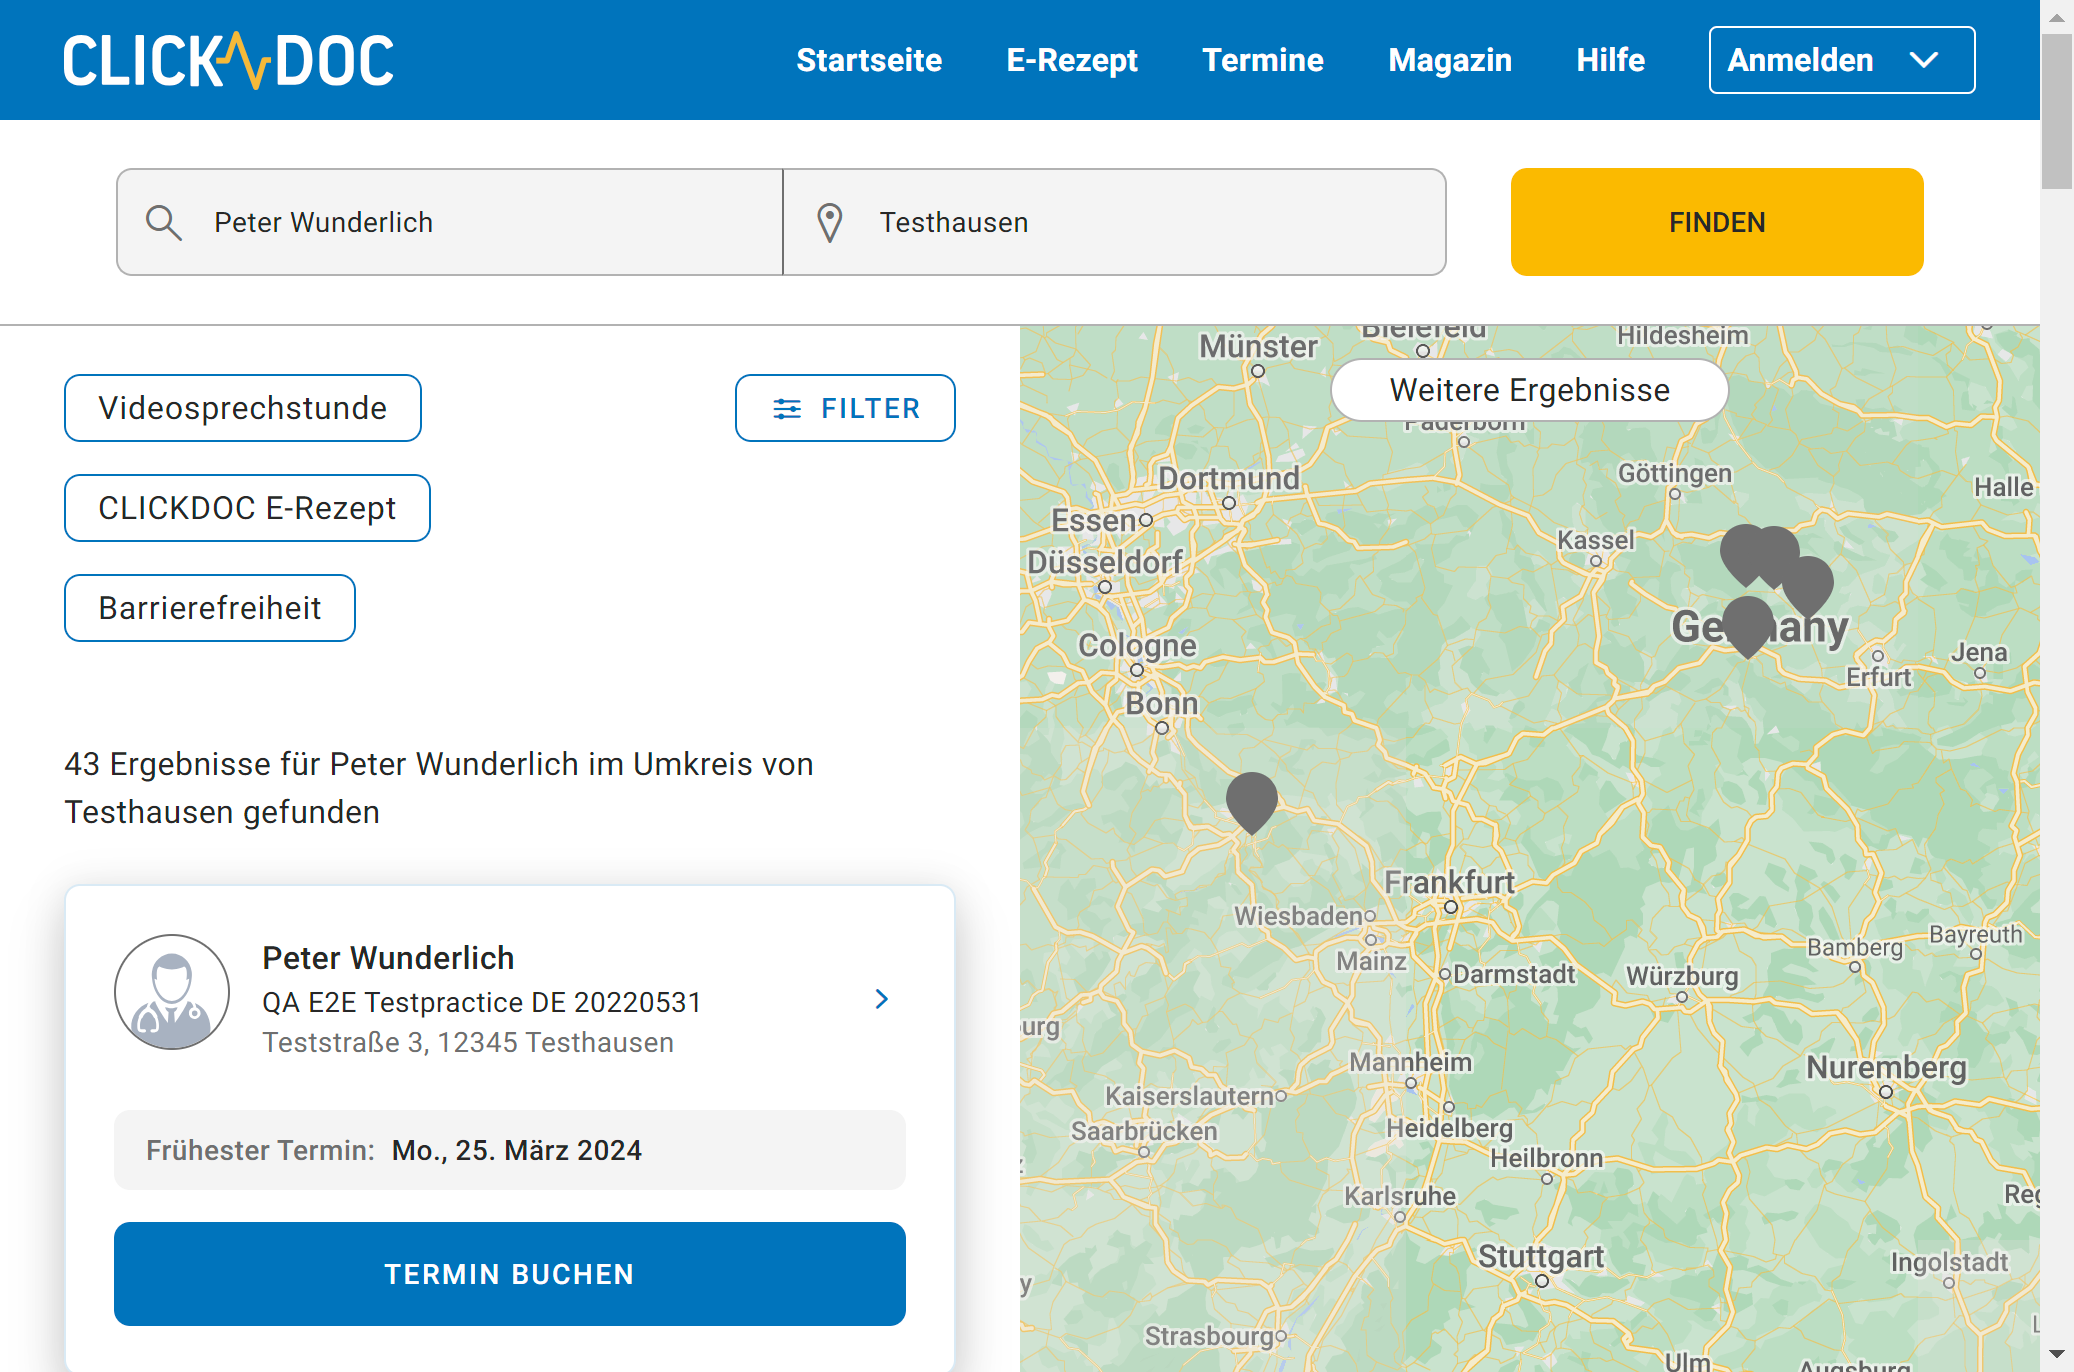 CLICKDOC
Startseite
E-Rezept
Termine
Magazin
Hilfe
Anmelden
Peter Wunderlich
Testhausen
FINDEN
Videosprechstunde
FILTER
CLICKDOC E-Rezept
Barrierefreiheit
43 Ergebnisse für Peter Wunderlich im Umkreis von
Testhausen gefunden
Peter Wunderlich
QA E2E Testpractice DE 20220531
Teststraße 3, 12345 Testhausen
Frühester Termin: Mo., 25. März 2024
TERMIN BUCHEN
Münster
Bielefeld
Hildesheim
Weitere Ergebnisse
Paderborn
Dortmund
Göttingen
Halle
Essen
Kassel
Düsseldorf
Germany
Cologne
Jena
Erfurt
Bonn
Frankfurt
Wiesbaden
Mainz
Darmstadt
Würzburg
Bamberg
Bayreuth
urg
Mannheim
Nuremberg
Kaiserslautern
Saarbrücken
Heidelberg
Heilbronn
Karlsruhe
Reg
Stuttgart
Ingolstadt
Strasbourg
Ulm
Augsburg